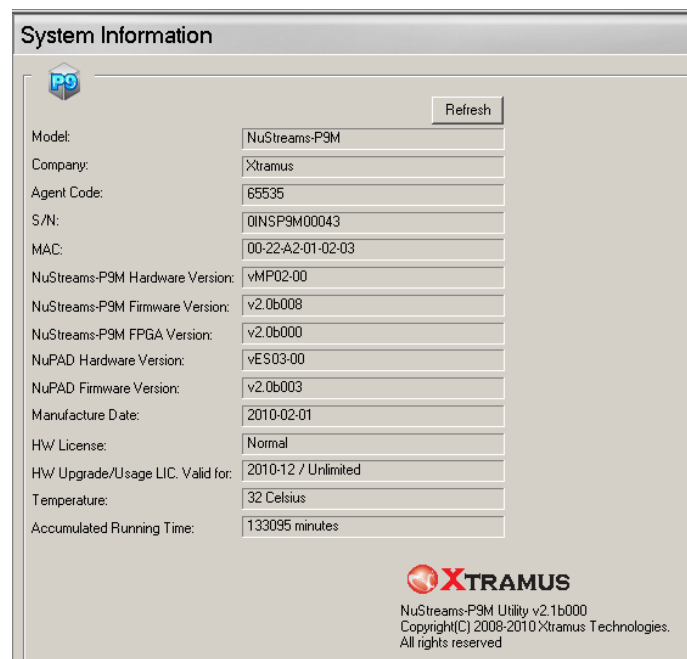 System Information
P9
Refresh
Model: NuStreams-P9M
Company: Xtramus
Agent Code: 65535
S/N: 0INSP9M00043
MAC: 00-22-A2-01-02-03
NuStreams-P9M Hardware Version: vMP02-00
NuStreams-P9M Firmware Version: v2.0b008
NuStreams-P9M FPGA Version: v2.0b000
NuPAD Hardware Version: vES03-00
NuPAD Firmware Version: v2.0b003
Manufacture Date: 2010-02-01
HW License: Normal
HW Upgrade/Usage LIC. Valid for: 2010-12 / Unlimited
Temperature: 32 Celsius
Accumulated Running Time: 133095 minutes
XTRAMUS
NuStreams-P9M Utility v2.1b000
Copyright(C) 2008-2010 Xtramus Technologies.
All rights reserved